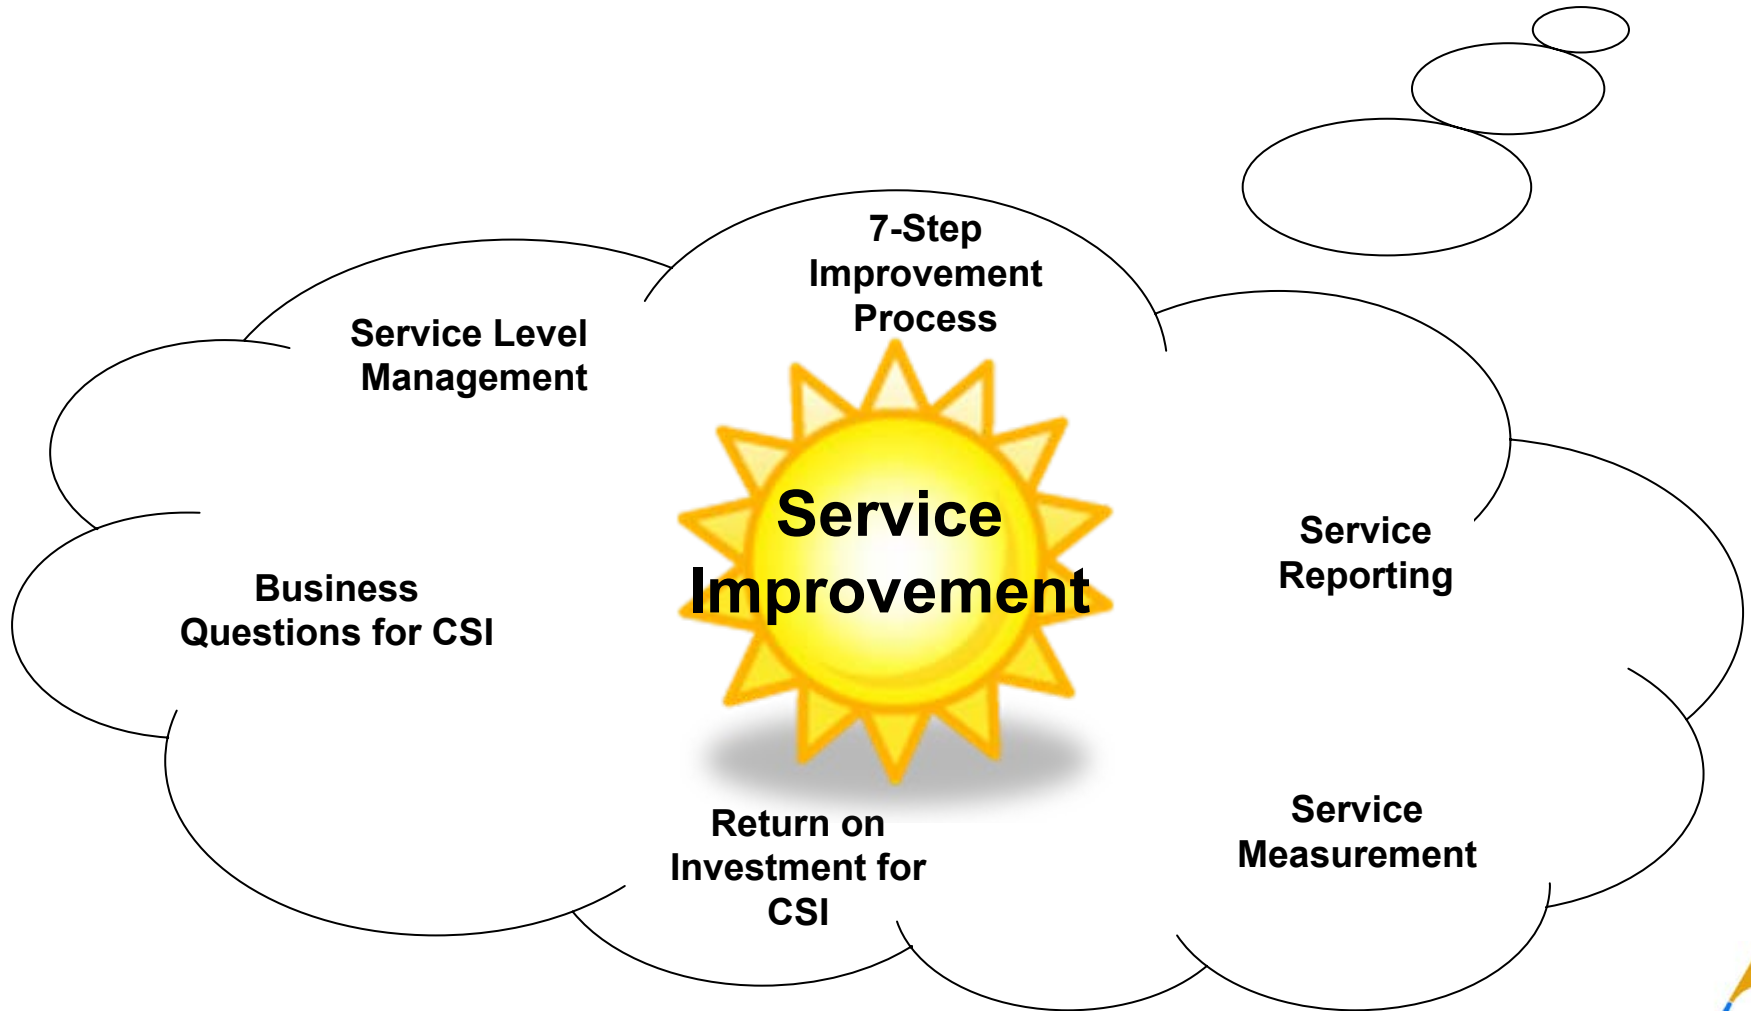 7-Step
Improvement
Process
Service Level
Management
Service
Improvement
Service
Reporting
Business
Questions for CSI
Return on
Investment for
CSI
Service
Measurement